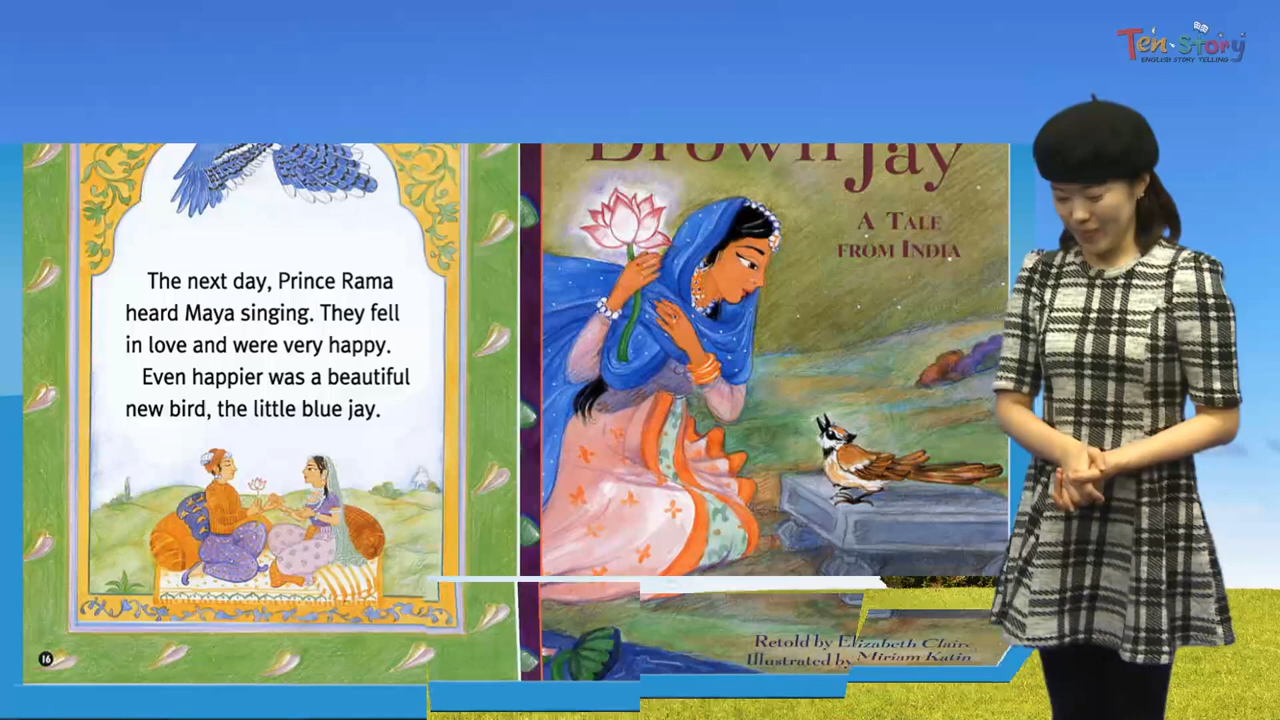 Ten Story
ENGLISH STORY TELLING
The next day, Prince Rama
heard Maya singing. They fell
in love and were very happy.
Even happier was a beautiful
new bird, the little blue jay.
16
Brown Jay
A TALE
FROM INDIA
Retold by Elizabeth Claire
Illustrated by Miriam Katin